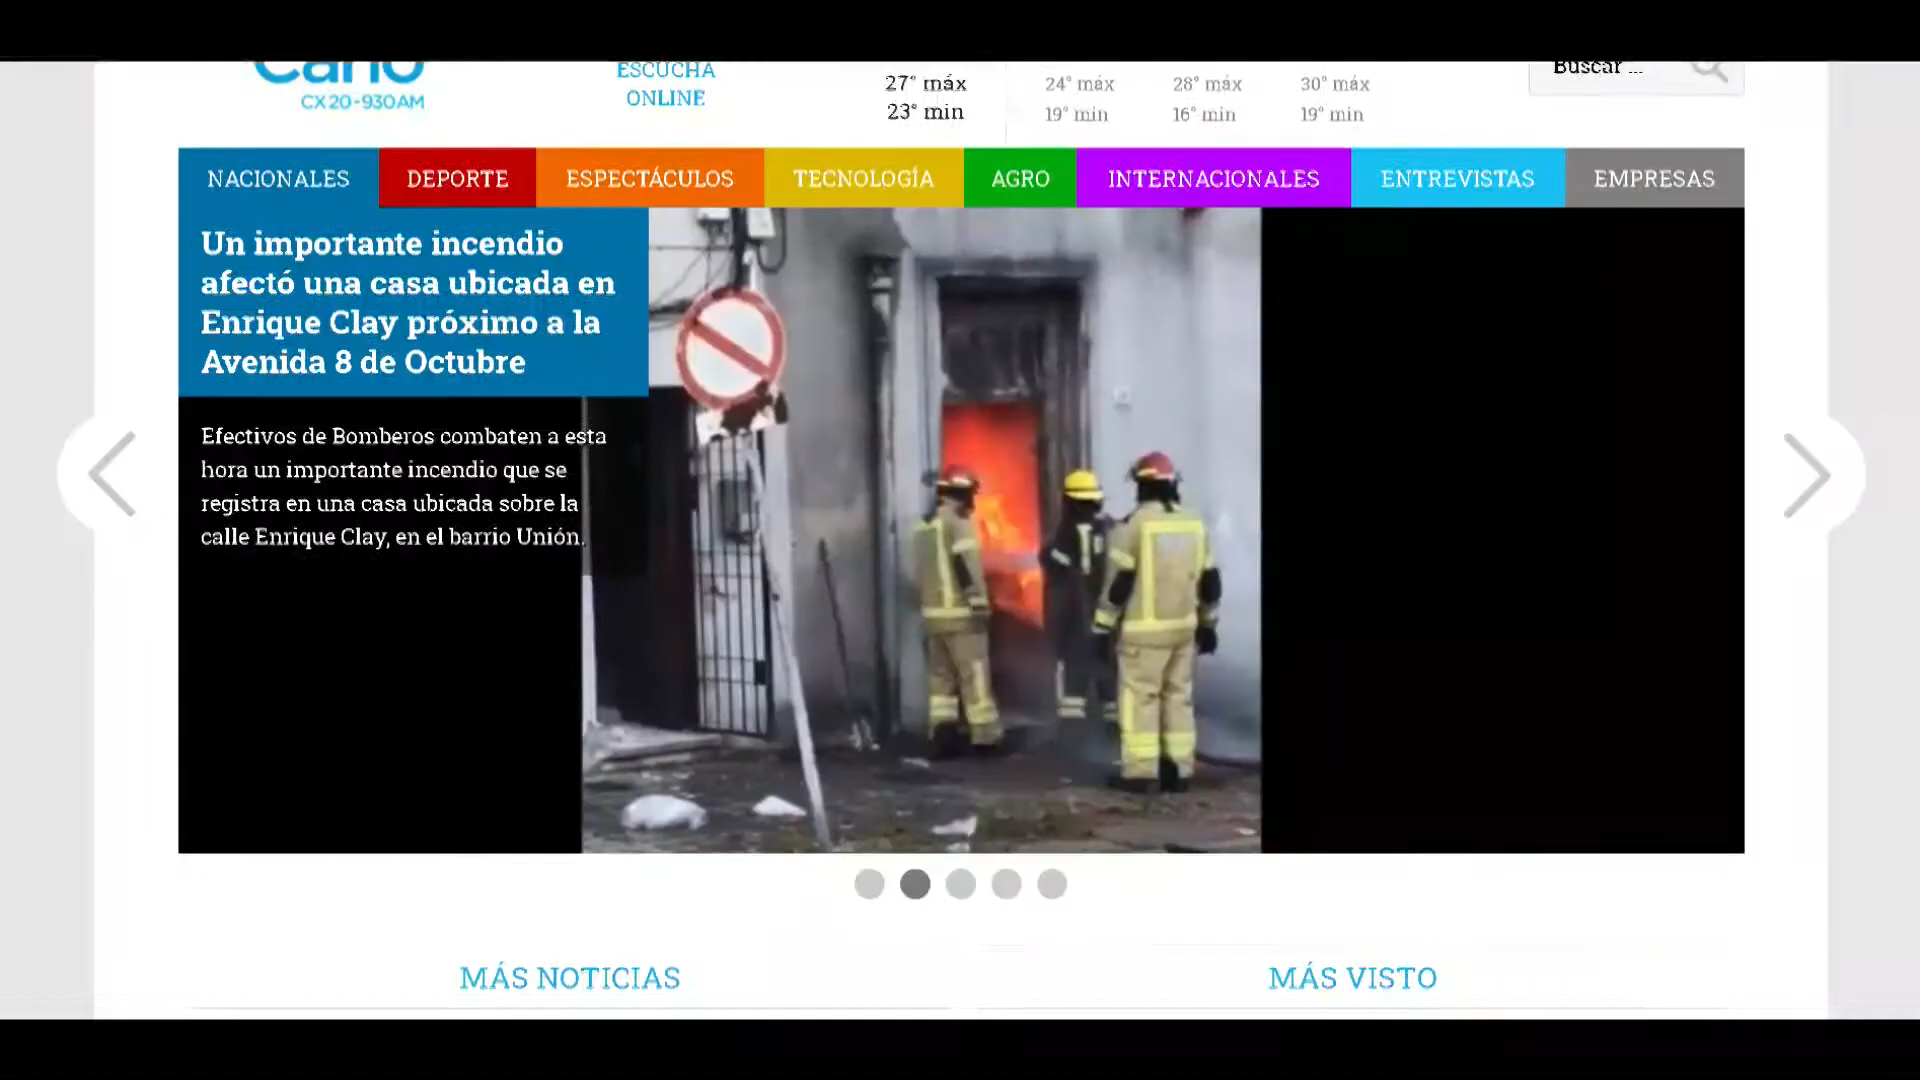 ESCUCHA
ONLINE
CX20-930AM
27° máx
23° min
24° máx
19° min
28° máx
16° min
30° máx
19° min
Buscar ...
NACIONALES DEPORTE ESPECTÁCULOS TECNOLOGÍA AGRO INTERNACIONALES ENTREVISTAS EMPRESAS
Un importante incendio
afectó una casa ubicada en
Enrique Clay próximo a la
Avenida 8 de Octubre
Efectivos de Bomberos combaten a esta
hora un importante incendio que se
registra en una casa ubicada sobre la
calle Enrique Clay, en el barrio Unión.
MÁS NOTICIAS
MÁS VISTO